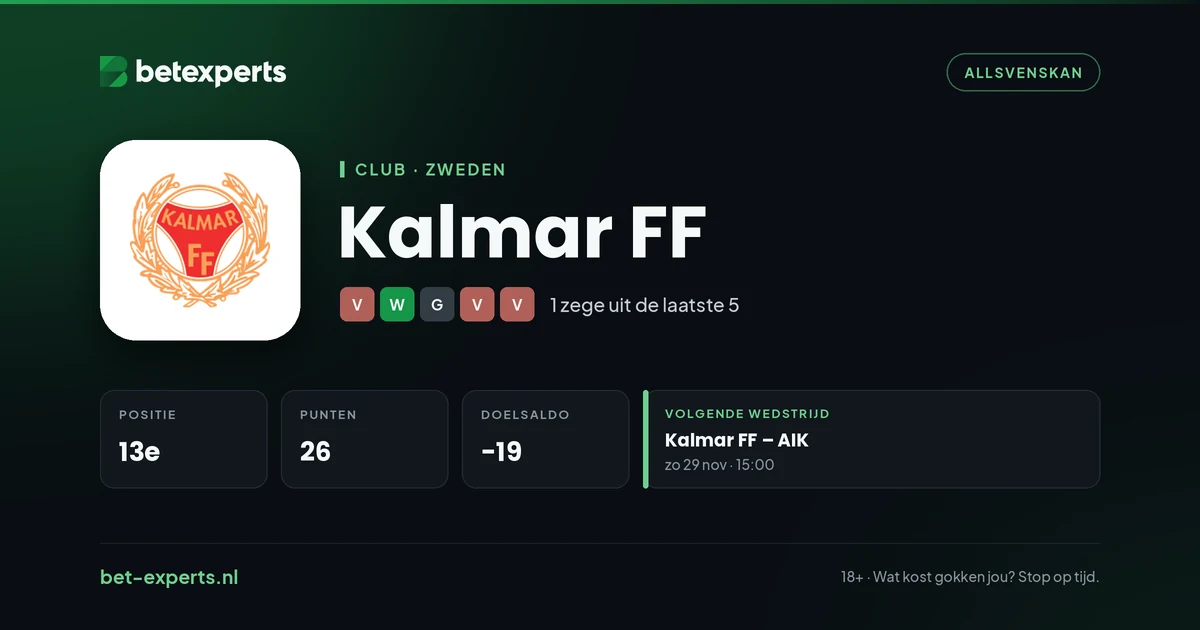 betexperts
ALLSVENSKAN
KALMAR
FF
CLUB · ZWEDEN
Kalmar FF
V W G V V 1 zege uit de laatste 5
POSITIE
13e
PUNTEN
26
DOELSALDO
-19
VOLGENDE WEDSTRIJD
Kalmar FF – AIK
zo 29 nov · 15:00
bet-experts.nl
18+ · Wat kost gokken jou? Stop op tijd.